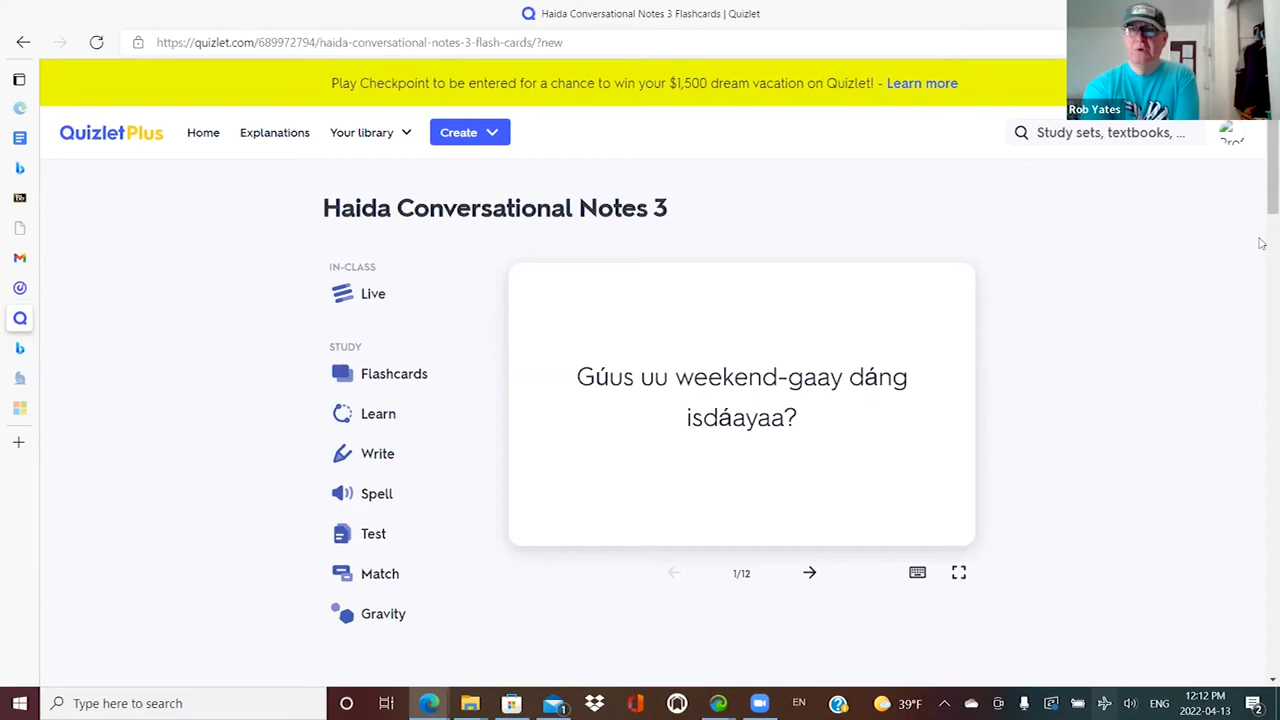 Haida Conversational Notes 3 Flashcards | Quizlet
https://quizlet.com/689972794/haida-conversational-notes-3-flash-cards/?new
Play Checkpoint to be entered for a chance to win your $1,500 dream vacation on Quizlet! - Learn more
Rob Yates
QuizletPlus Home Explanations Your library Create Study sets, textbooks, ...
Haida Conversational Notes 3
IN-CLASS
Live
STUDY
Flashcards
Learn
Write
Spell
Test
Match
Gravity
Gúus uu weekend-gaay dáng
isdáayaa?
1/12
Type here to search
EN
39°F
ENG
12:12 PM
2022-04-13